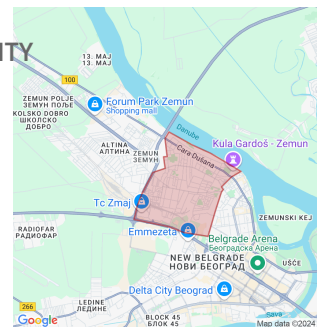 ITY
13. MAJ
13. МАЈ
100
ZEMUN POLJE
ЗЕМУН ПОЉЕ
Forum Park Zemun
Shopping mall
KOLSKO DOBRO
ШКОЛСКО
ДОБРО
Danube
ALTINA
АЛТИНА
ZEMUN
ЗЕМУН
Cara Dušana
Kula Gardoš - Zemun
Tc Zmaj
ZEMUNSKI KEJ
RADIOFAR
РАДИОФАР
Emmezeta
Belgrade Arena
Београдска Арена
NEW BELGRADE
НОВИ БЕОГРАД
UŠĆE
УШЋЕ
Delta City Beograd
LEDINE
ЛЕДИНЕ
BLOCK 45
БЛОК 45
Sava
Google
Map data ©2024